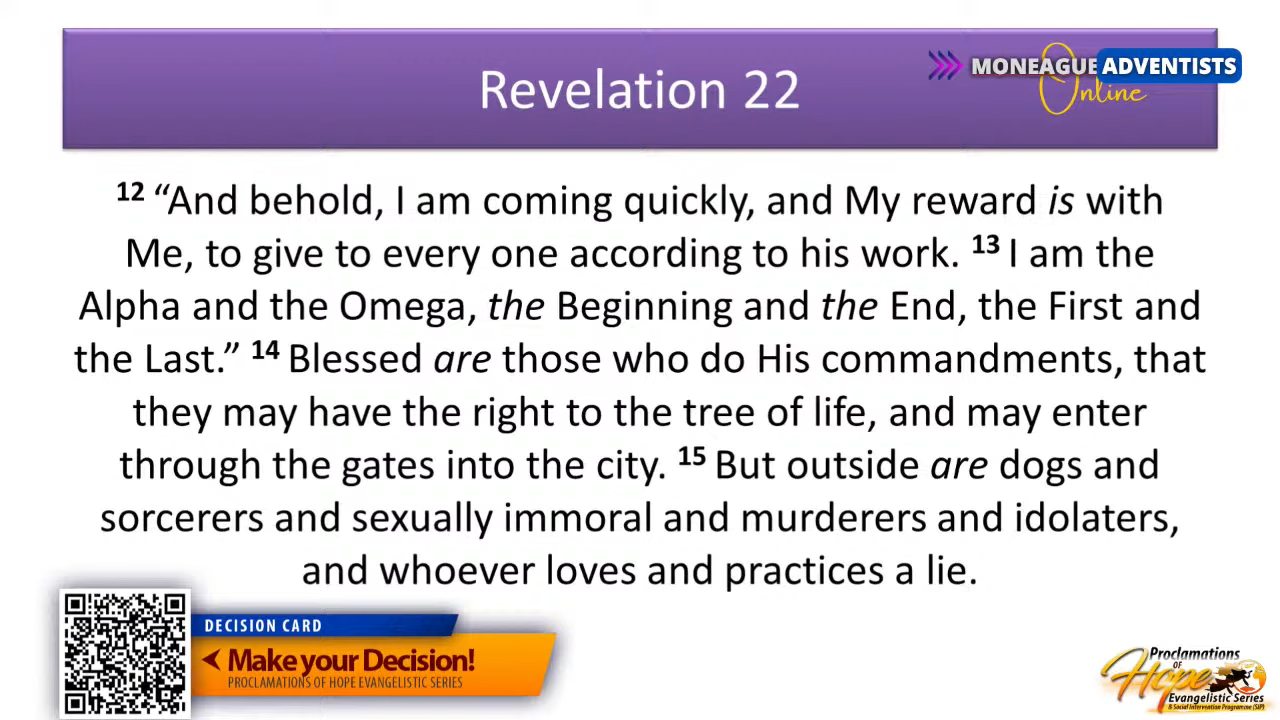 MONEAGUE ADVENTISTS
Online
Revelation 22
12 “And behold, I am coming quickly, and My reward is with
Me, to give to every one according to his work. 13 I am the
Alpha and the Omega, the Beginning and the End, the First and
the Last.” 14 Blessed are those who do His commandments, that
they may have the right to the tree of life, and may enter
through the gates into the city. 15 But outside are dogs and
sorcerers and sexually immoral and murderers and idolaters,
and whoever loves and practices a lie.
DECISION CARD
Make your Decision!
PROCLAMATIONS OF HOPE EVANGELISTIC SERIES
Proclamations
OF
Hope
Evangelistic Series
& Social Intervention Programme (SIP)